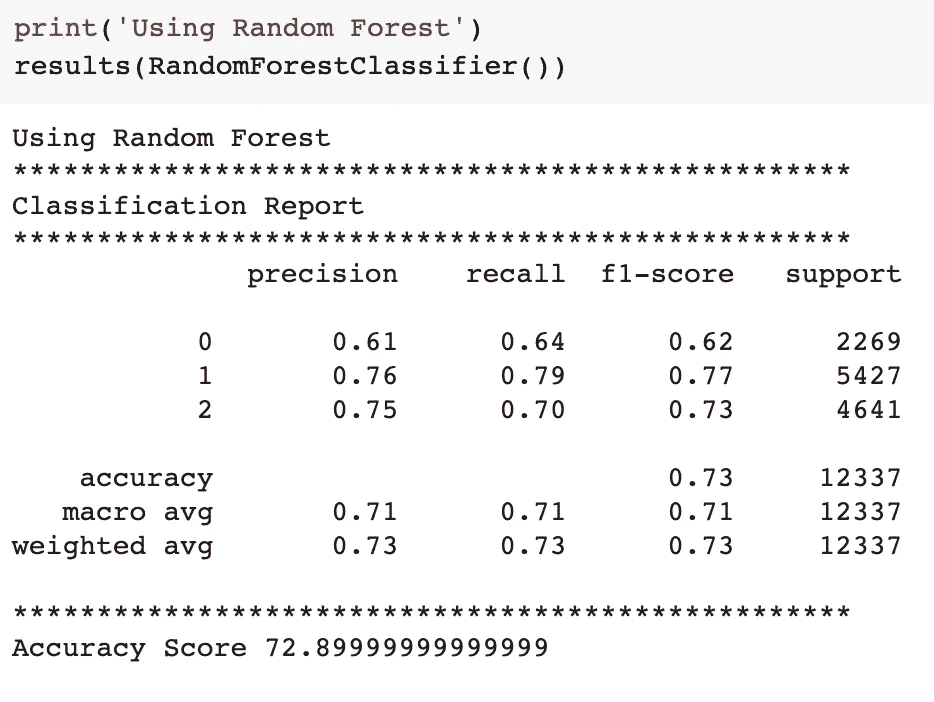 print('Using Random Forest')
results(RandomForestClassifier())
Using Random Forest
**************************************************
Classification Report
**************************************************
precision recall f1-score support
0 0.61 0.64 0.62 2269
1 0.76 0.79 0.77 5427
2 0.75 0.70 0.73 4641
accuracy 0.73 12337
macro avg 0.71 0.71 0.71 12337
weighted avg 0.73 0.73 0.73 12337
**************************************************
Accuracy Score 72.89999999999999